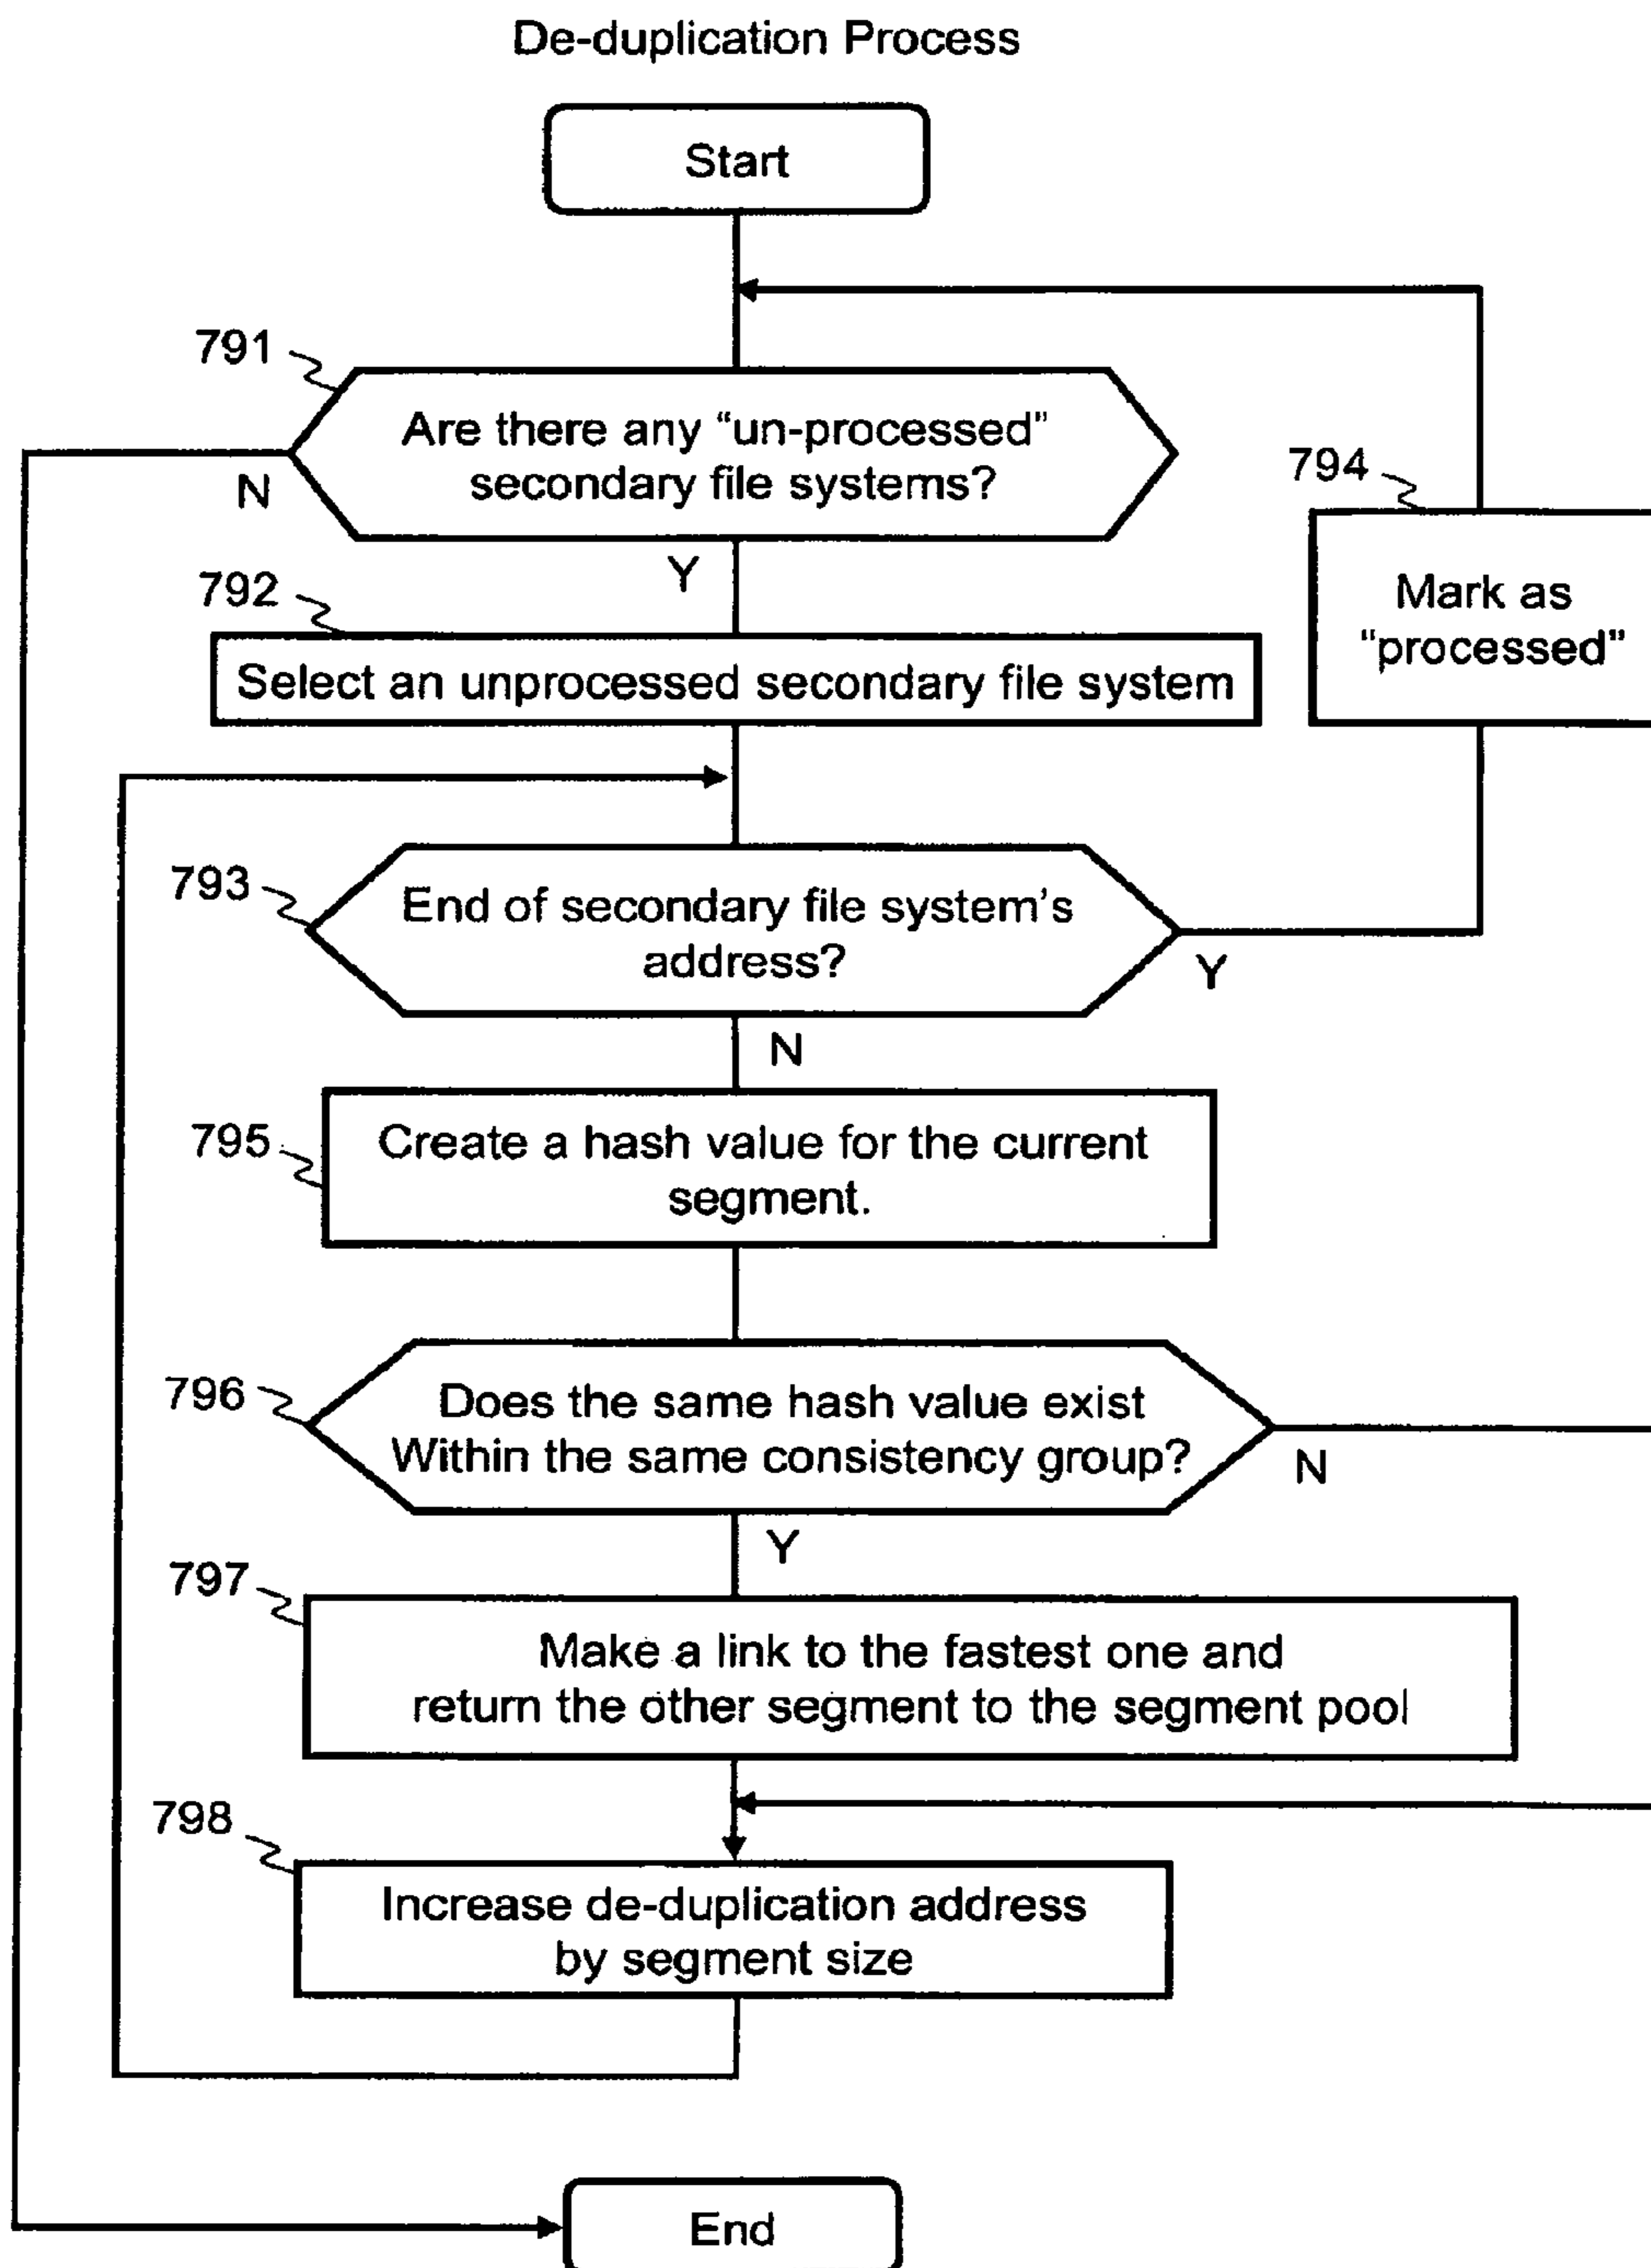 De-duplication Process
Start
791
Are there any “un-processed”
secondary file systems?
N
Y
794
Mark as
“processed”
792
Select an unprocessed secondary file system
793
End of secondary file system's
address?
Y
N
795
Create a hash value for the current
segment.
796
Does the same hash value exist
Within the same consistency group?
N
Y
797
Make a link to the fastest one and
return the other segment to the segment pool
798
Increase de-duplication address
by segment size
End